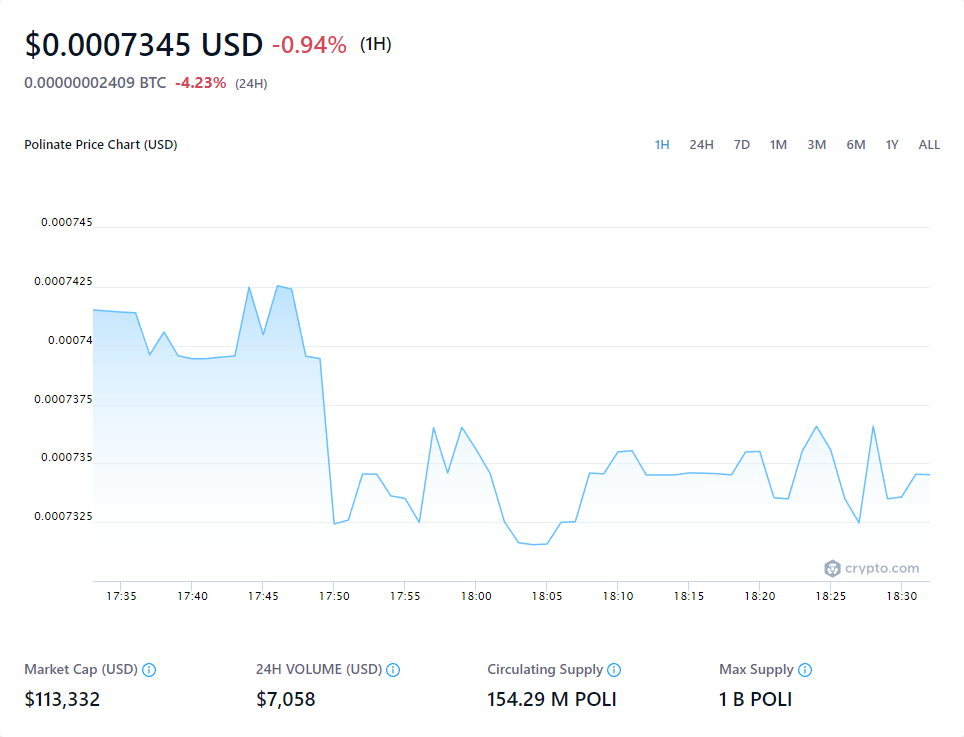 $0.0007345 USD -0.94% (1H)
0.00000002409 BTC -4.23% (24H)
Polinate Price Chart (USD)
1H 24H 7D 1M 3M 6M 1Y ALL
0.000745
0.0007425
0.00074
0.0007375
0.000735
0.0007325
crypto.com
17:35 17:40 17:45 17:50 17:55 18:00 18:05 18:10 18:15 18:20 18:25 18:30
Market Cap (USD) 24H VOLUME (USD) Circulating Supply Max Supply
$113,332 $7,058 154.29 M POLI 1 B POLI